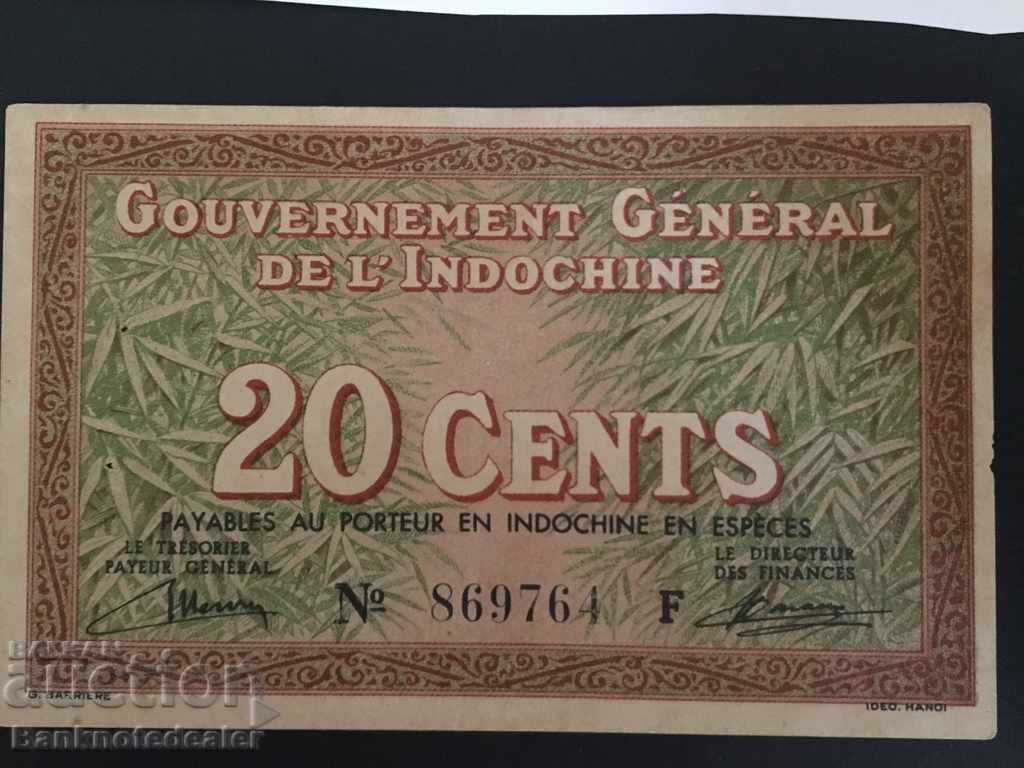 GOUVERNEMENT GÉNÉRAL
DE L'INDOCHINE
20 CENTS
PAYABLES AU PORTEUR EN INDOCHINE EN ESPÈCES
LE TRÉSORIER
PAYEUR GÉNÉRAL
LE DIRECTEUR
DES FINANCES
No 869764 F
BALKAN
auction
G. BARRIÈRE
IDEO. HANOI
Banknotedealer